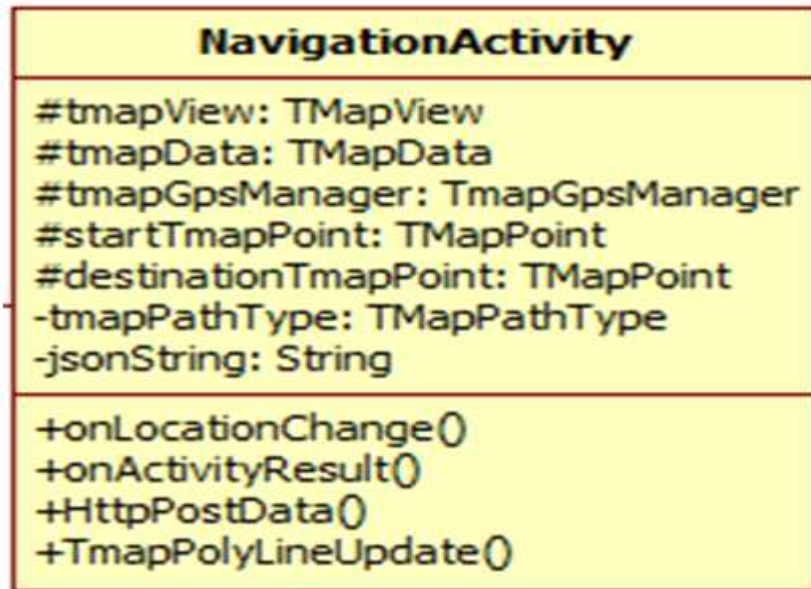 NavigationActivity
#tmapView: TMapView
#tmapData: TMapData
#tmapGpsManager: TmapGpsManager
#startTmapPoint: TMapPoint
#destinationTmapPoint: TMapPoint
-tmapPathType: TMapPathType
-jsonString: String
+onLocationChange()
+onActivityResult()
+HttpPostData()
+TmapPolyLineUpdate()